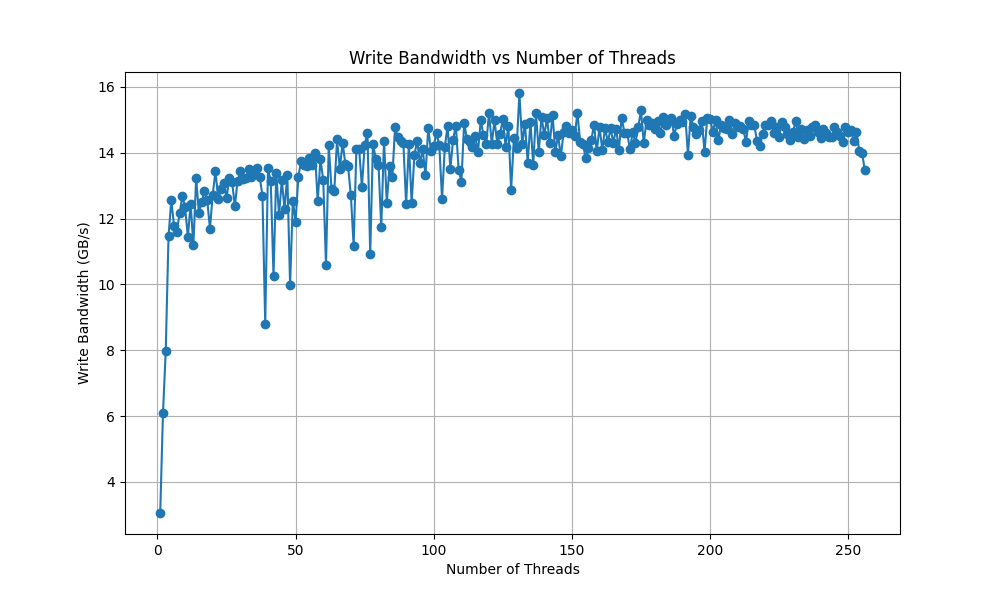 Write Bandwidth vs Number of Threads
Write Bandwidth (GB/s)
16
14
12
10
8
6
4
0 50 100 150 200 250
Number of Threads